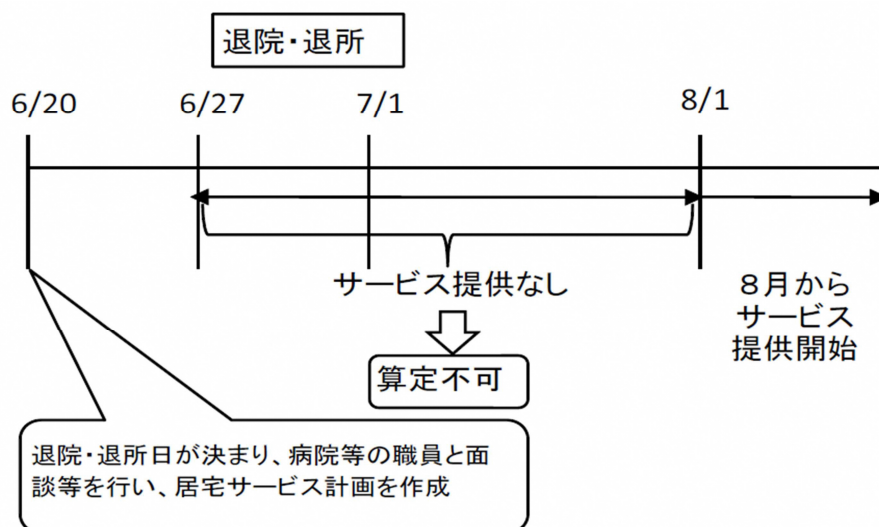 退院・退所
6/20
6/27
7/1
8/1
サービス提供なし
8月から
サービス
提供開始
算定不可
退院・退所日が決まり、病院等の職員と面
談等を行い、居宅サービス計画を作成